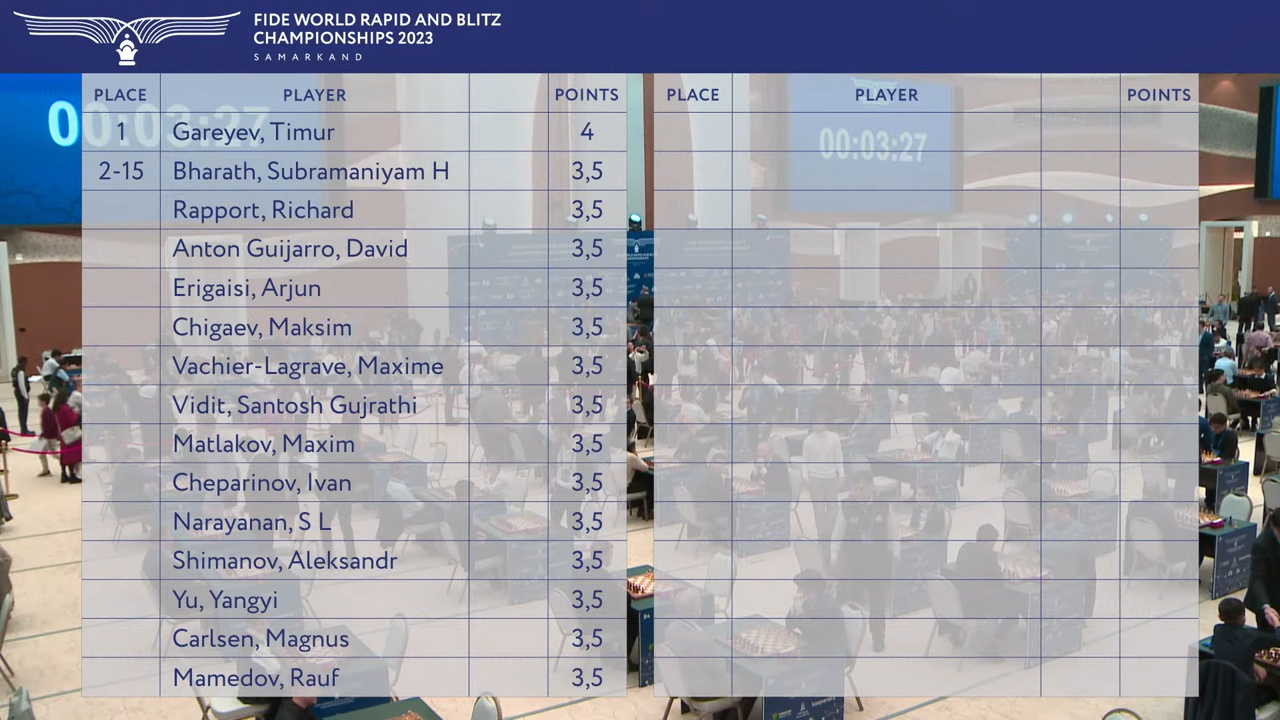 FIDE WORLD RAPID AND BLITZ
CHAMPIONSHIPS 2023
SAMARKAND
PLACE PLAYER POINTS PLACE PLAYER POINTS
1 Gareyev, Timur 4
2-15 Bharath, Subramaniyam H 3,5
Rapport, Richard 3,5
Anton Guijarro, David 3,5
Erigaisi, Arjun 3,5
Chigaev, Maksim 3,5
Vachier-Lagrave, Maxime 3,5
Vidit, Santosh Gujrathi 3,5
Matlakov, Maxim 3,5
Cheparinov, Ivan 3,5
Narayanan, S L 3,5
Shimanov, Aleksandr 3,5
Yu, Yangyi 3,5
Carlsen, Magnus 3,5
Mamedov, Rauf 3,5
00:03:27
00:03:27